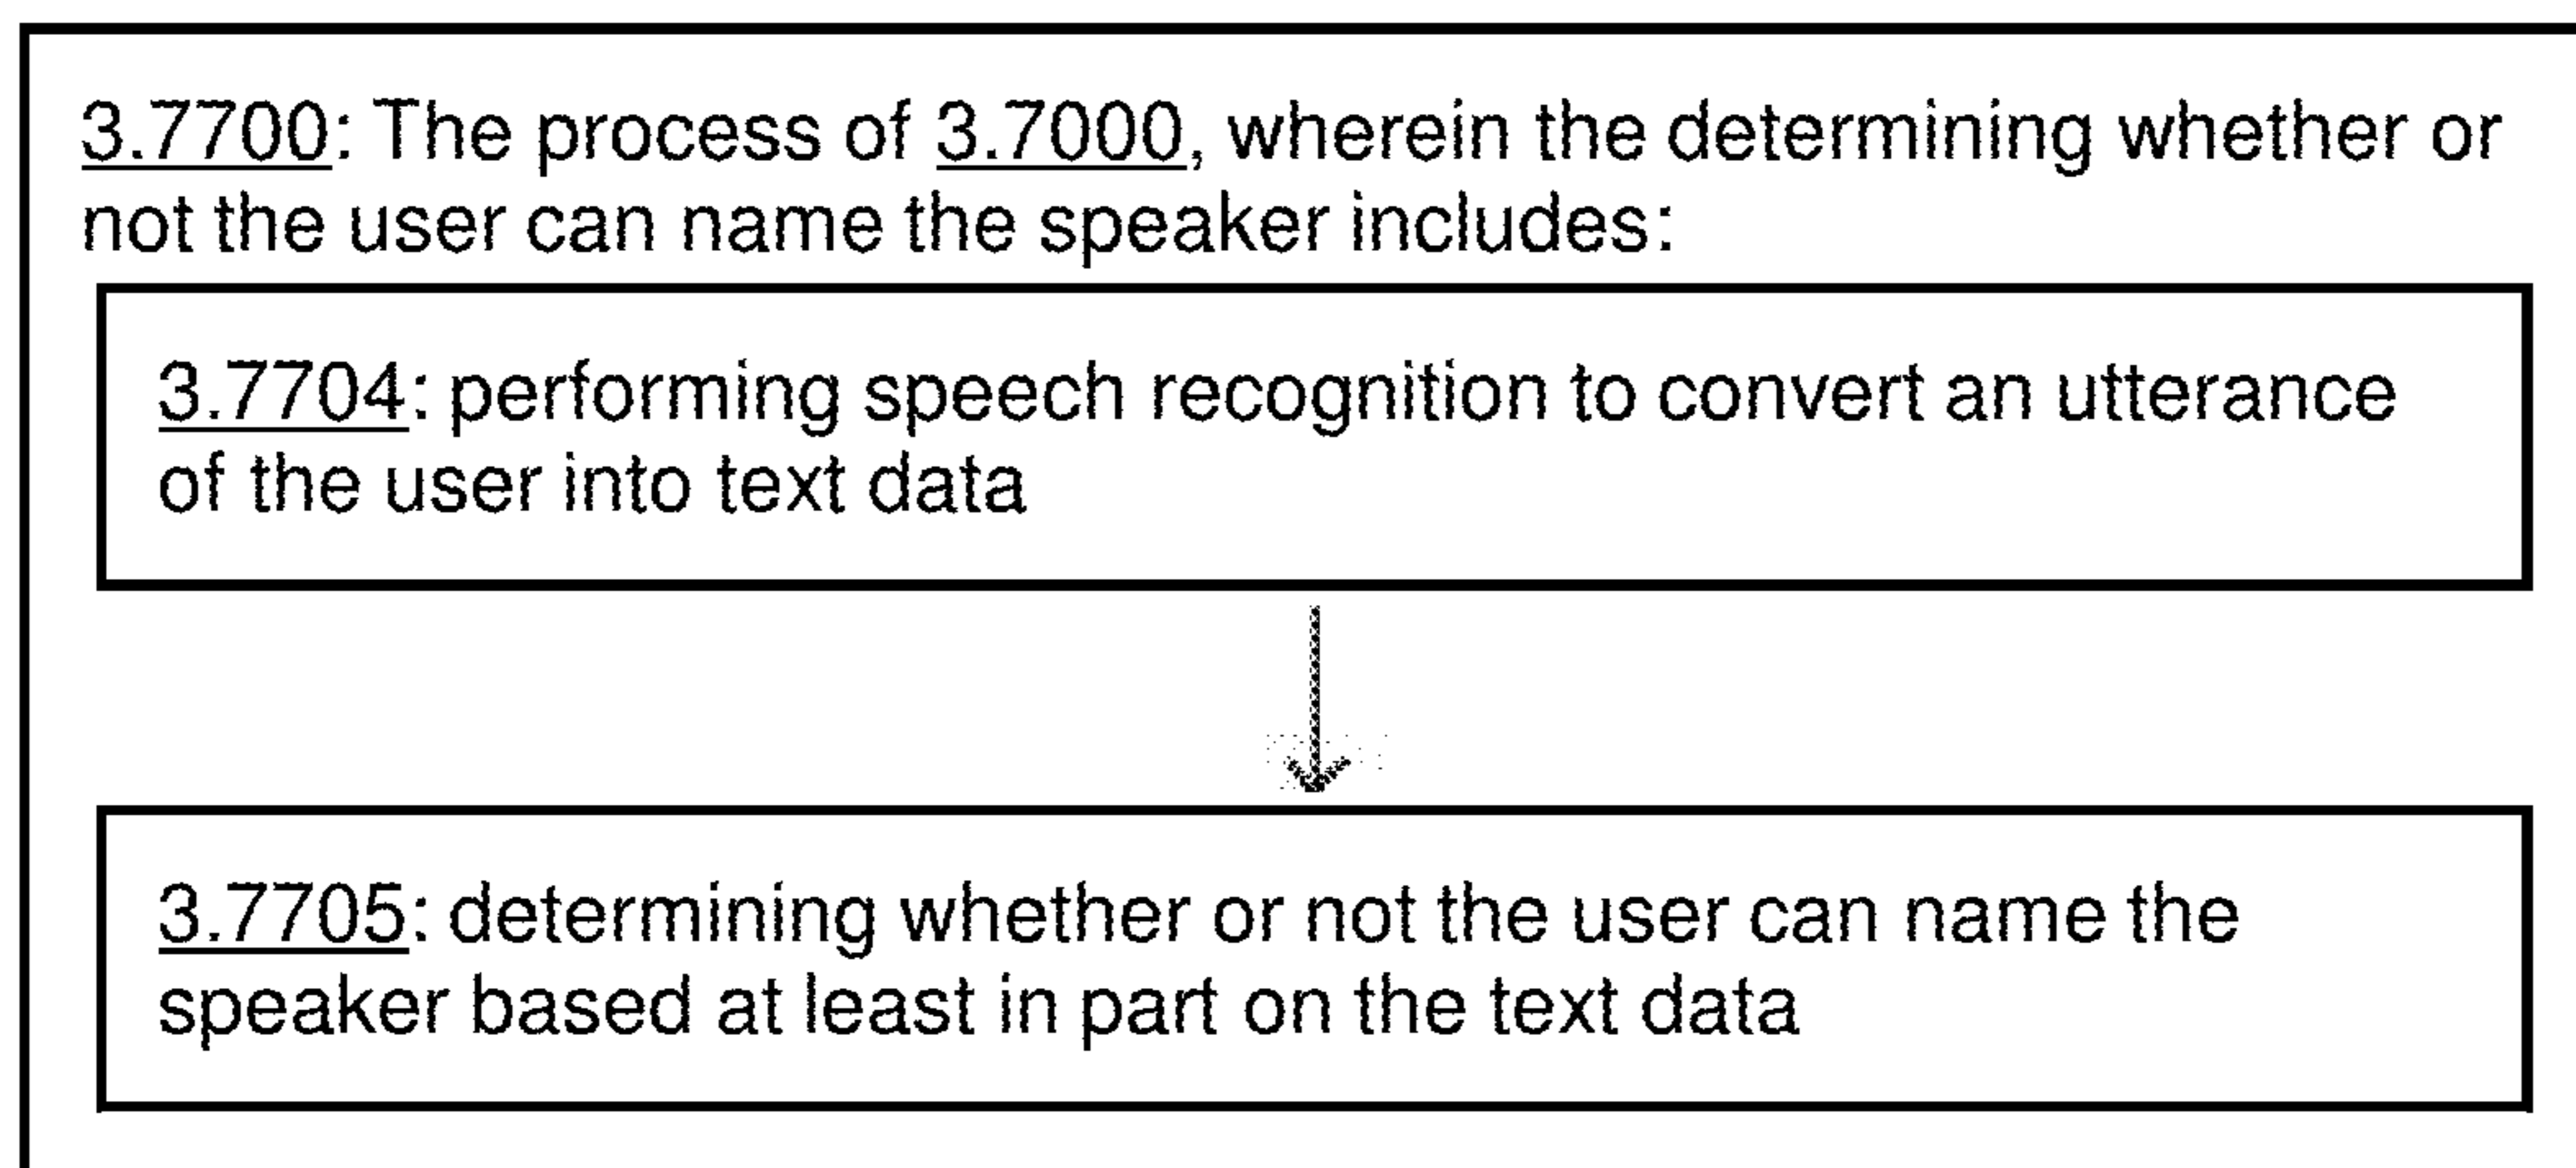 3.7700: The process of 3.7000, wherein the determining whether or
not the user can name the speaker includes:
3.7704: performing speech recognition to convert an utterance
of the user into text data
3.7705: determining whether or not the user can name the
speaker based at least in part on the text data